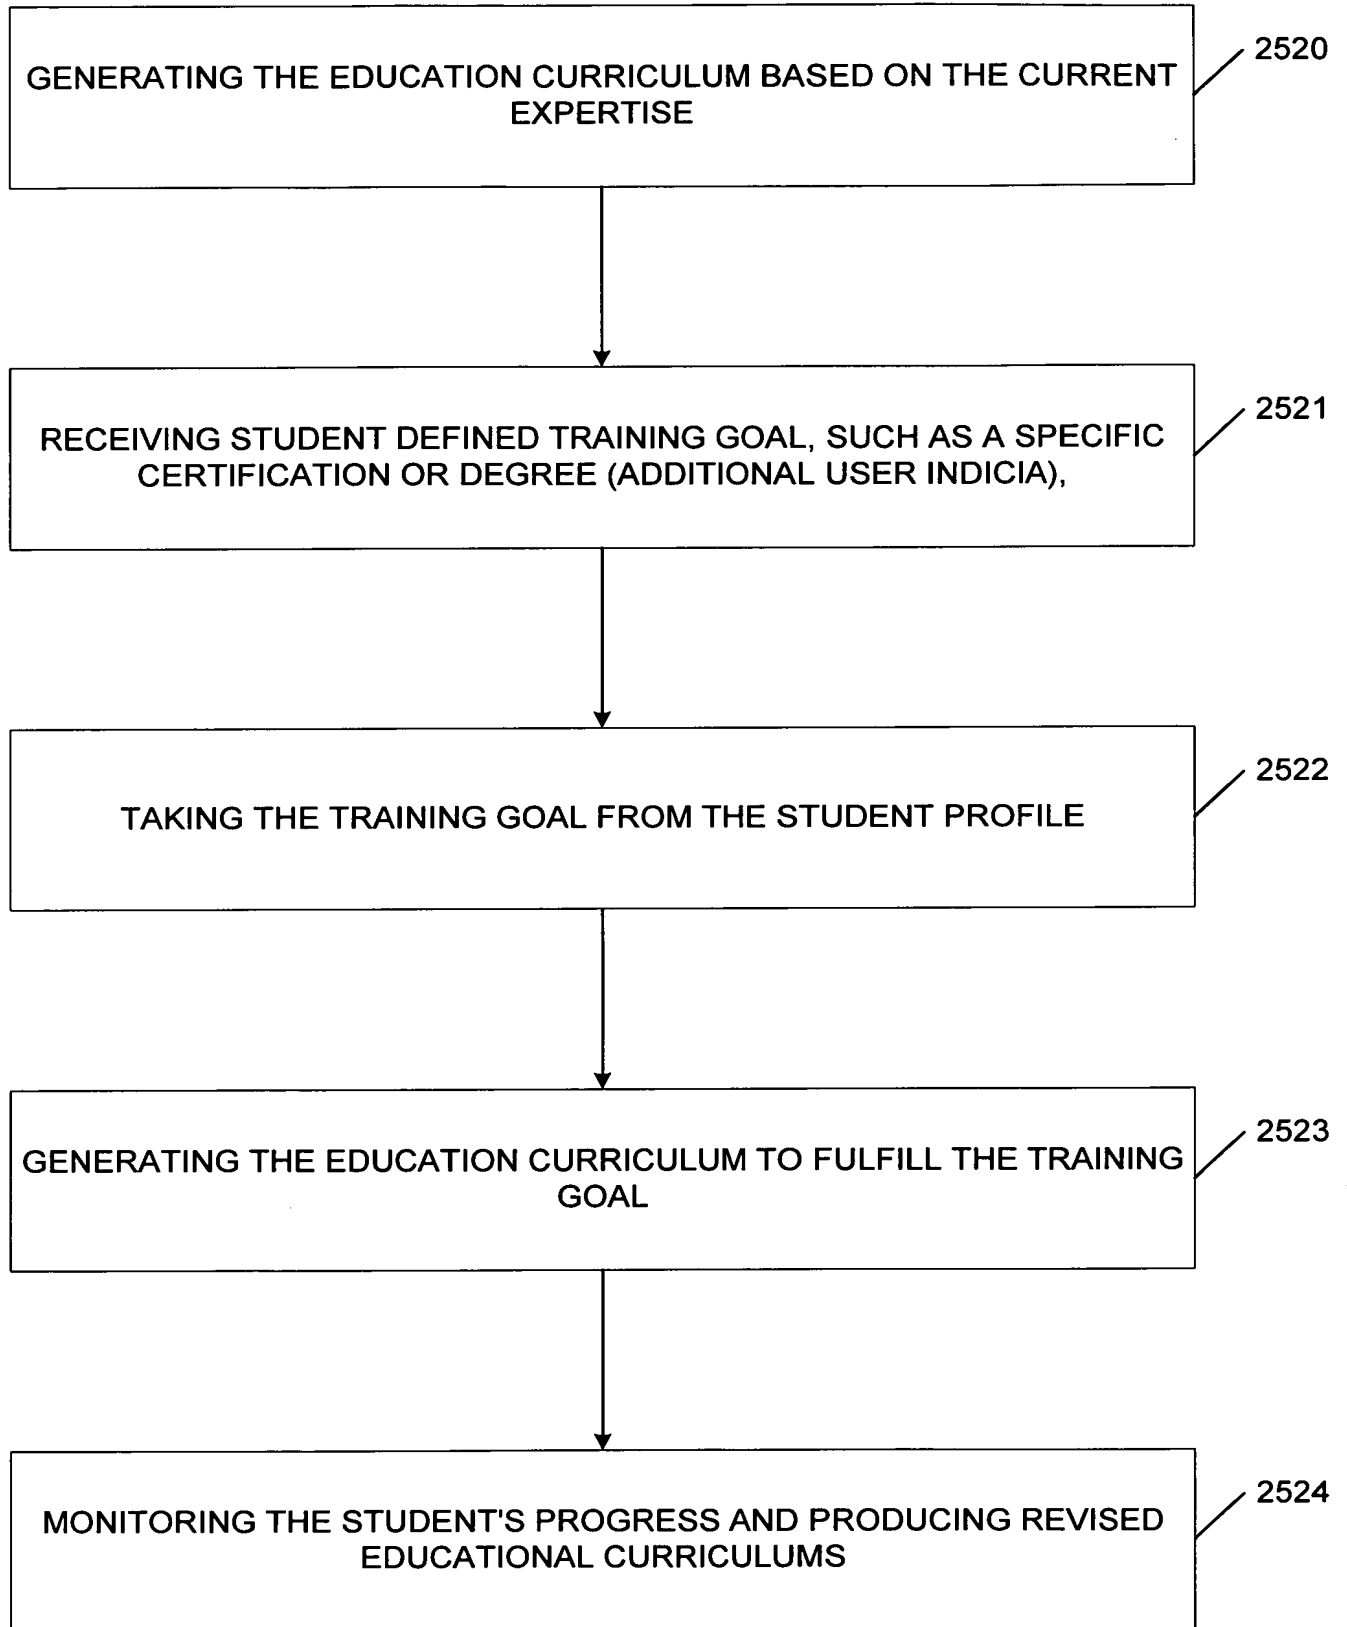 GENERATING THE EDUCATION CURRICULUM BASED ON THE CURRENT
EXPERTISE
2520
RECEIVING STUDENT DEFINED TRAINING GOAL, SUCH AS A SPECIFIC
CERTIFICATION OR DEGREE (ADDITIONAL USER INDICIA),
2521
TAKING THE TRAINING GOAL FROM THE STUDENT PROFILE
2522
GENERATING THE EDUCATION CURRICULUM TO FULFILL THE TRAINING
GOAL
2523
MONITORING THE STUDENT'S PROGRESS AND PRODUCING REVISED
EDUCATIONAL CURRICULUMS
2524